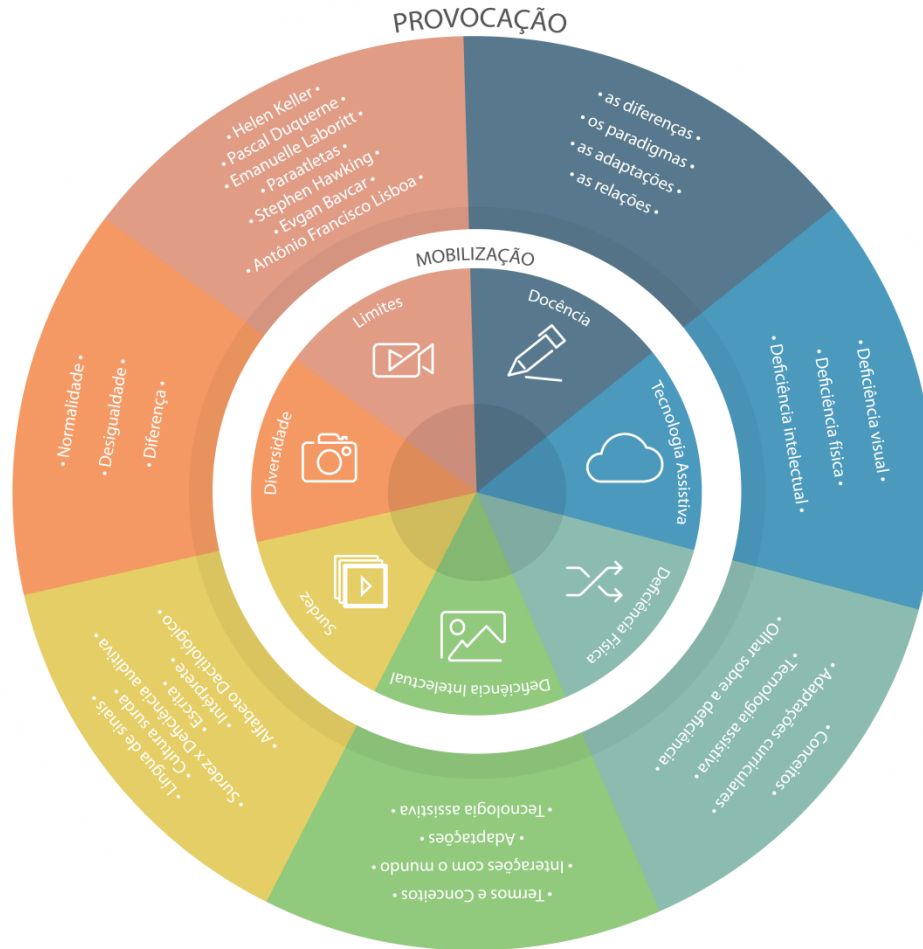 PROVOCAÇÃO
• Helen Keller •
• Pascal Duquerne •
• Emanuelle Laboritt •
• Paraatletas •
• Stephen Hawking •
• Evgan Bavcar •
• Antônio Francisco Lisboa •
• as diferenças •
• os paradigmas •
• as adaptações •
• as relações •
• Deficiência visual •
• Deficiência física •
• Deficiência intelectual •
• Conceitos •
• Adaptações curriculares •
• Tecnologia assistiva •
• Olhar sobre a deficiência •
• Termos e Conceitos •
• Interações com o mundo •
• Adaptações •
• Tecnologia assistiva •
• Língua de sinais •
• Cultura surda •
• Surdez x Deficiência auditiva •
• Escrita •
• Intérprete •
• Alfabeto Dactilológico •
• Normalidade •
• Desigualdade •
• Diferença •
MOBILIZAÇÃO
Limites
Docência
Tecnologia Assistiva
Deficiência Física
Deficiência Intelectual
Surdez
Diversidade